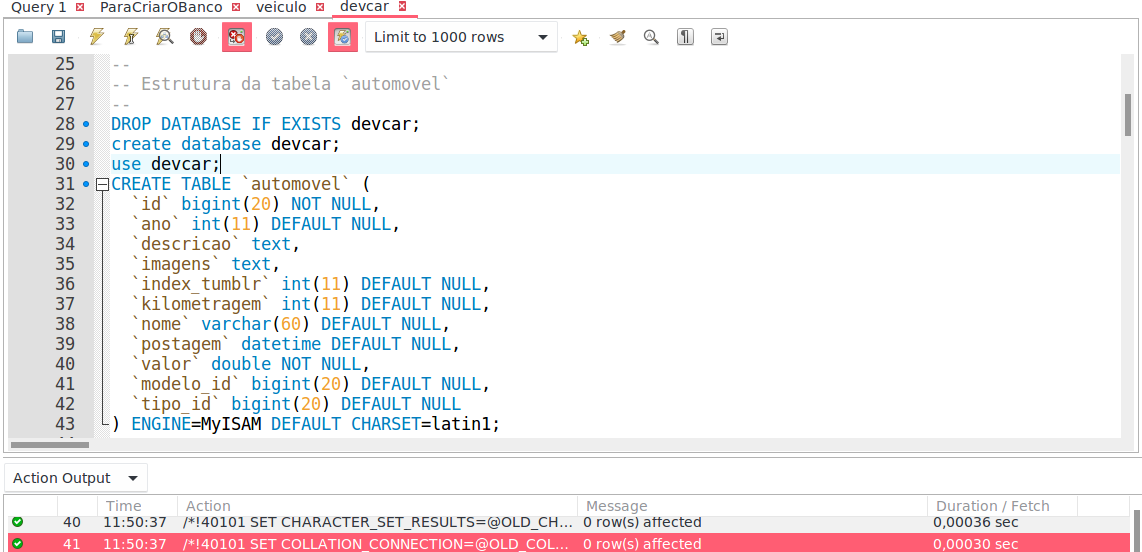 Query 1 ParaCriarOBanco veiculo devcar
Limit to 1000 rows
25 --
26 -- Estrutura da tabela `automovel`
27 --
28 DROP DATABASE IF EXISTS devcar;
29 create database devcar;
30 use devcar;
31 CREATE TABLE `automovel` (
32 `id` bigint(20) NOT NULL,
33 `ano` int(11) DEFAULT NULL,
34 `descricao` text,
35 `imagens` text,
36 `index_tumblr` int(11) DEFAULT NULL,
37 `kilometragem` int(11) DEFAULT NULL,
38 `nome` varchar(60) DEFAULT NULL,
39 `postagem` datetime DEFAULT NULL,
40 `valor` double NOT NULL,
41 `modelo_id` bigint(20) DEFAULT NULL,
42 `tipo_id` bigint(20) DEFAULT NULL
43 ) ENGINE=MyISAM DEFAULT CHARSET=latin1;
Action Output
Time Action Message Duration / Fetch
40 11:50:37 /*!40101 SET CHARACTER_SET_RESULTS=@OLD_CH... 0 row(s) affected 0,00036 sec
41 11:50:37 /*!40101 SET COLLATION_CONNECTION=@OLD_COL... 0 row(s) affected 0,00030 sec